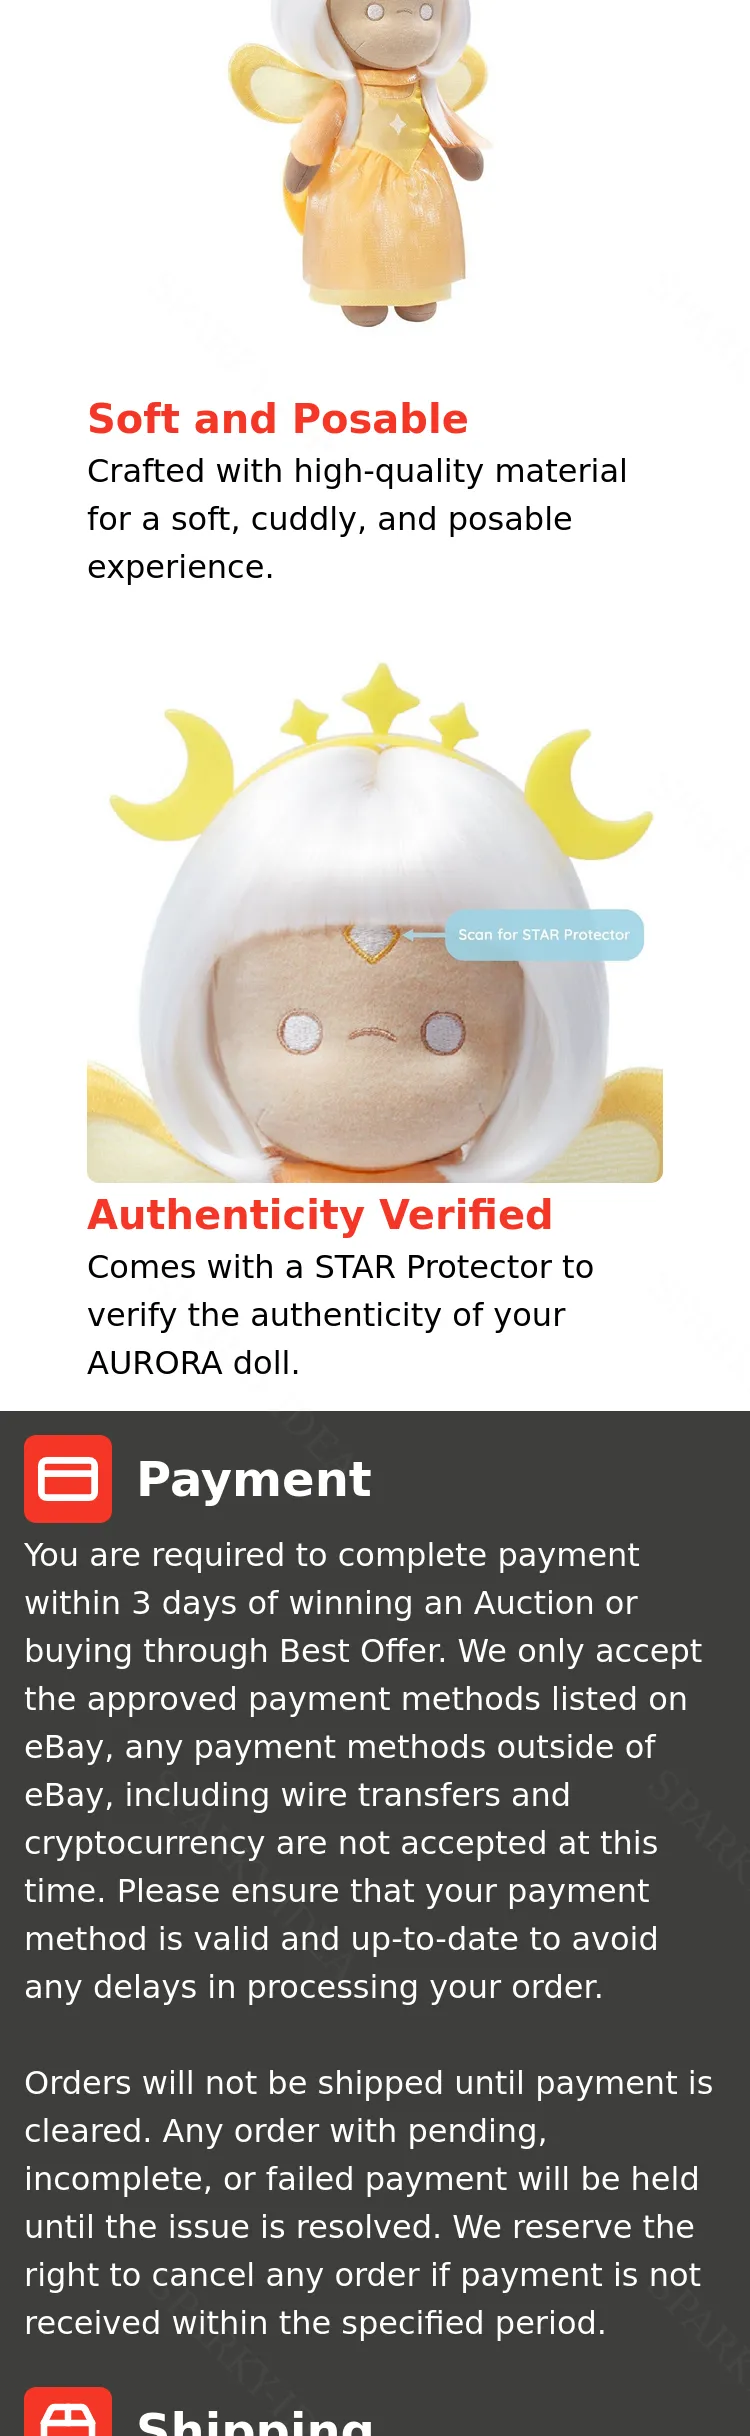 Soft and Posable
Crafted with high-quality material
for a soft, cuddly, and posable
experience.
Scan for STAR Protector
Authenticity Verified
Comes with a STAR Protector to
verify the authenticity of your
AURORA doll.
Payment
You are required to complete payment
within 3 days of winning an Auction or
buying through Best Offer. We only accept
the approved payment methods listed on
eBay, any payment methods outside of
eBay, including wire transfers and
cryptocurrency are not accepted at this
time. Please ensure that your payment
method is valid and up-to-date to avoid
any delays in processing your order.
Orders will not be shipped until payment is
cleared. Any order with pending,
incomplete, or failed payment will be held
until the issue is resolved. We reserve the
right to cancel any order if payment is not
received within the specified period.
Shipping